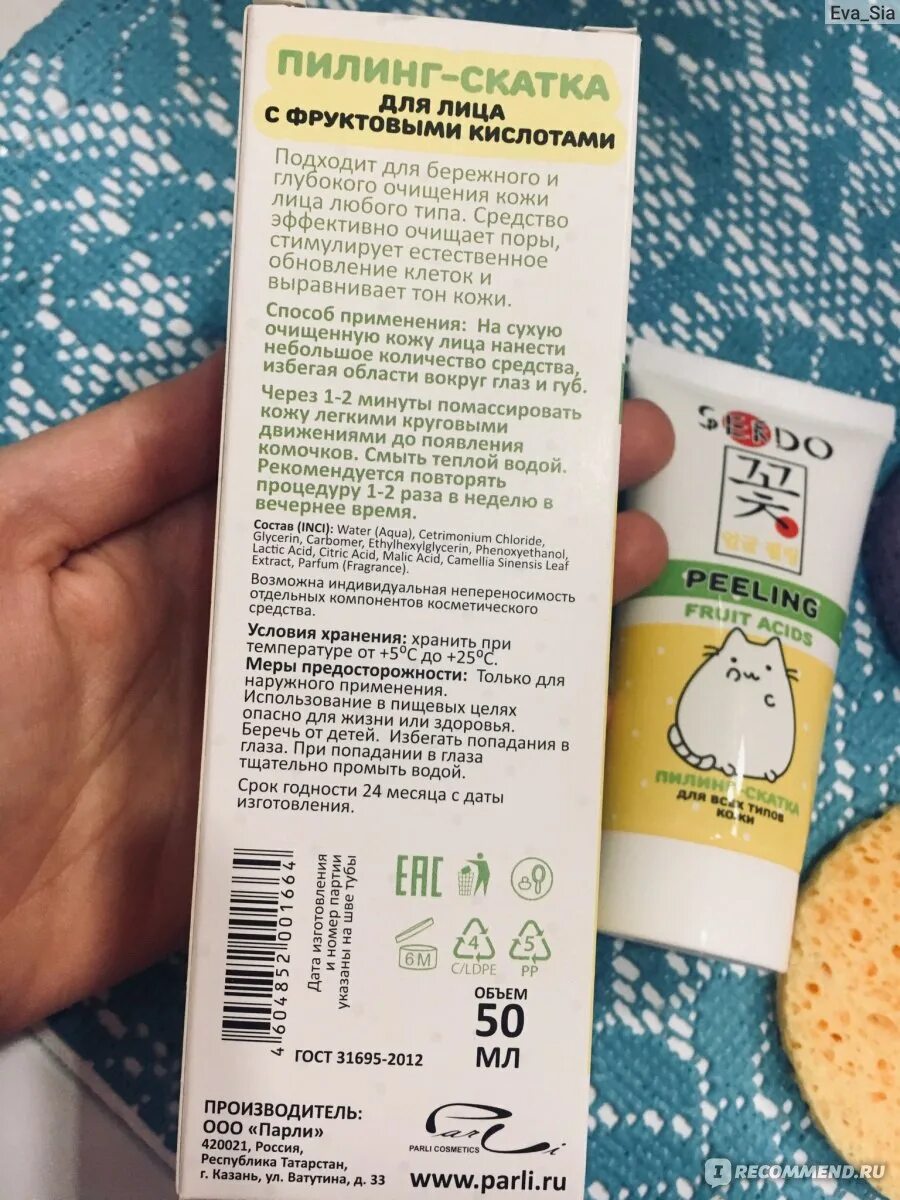 Eva_Sia
ПИЛИНГ-СКАТКА
ДЛЯ ЛИЦА
С ФРУКТОВЫМИ КИСЛОТАМИ
Подходит для бережного и
глубокого очищения кожи
лица любого типа. Средство
эффективно очищает поры,
стимулирует естественное
обновление клеток и
выравнивает тон кожи.
Способ применения: На сухую
очищенную кожу лица нанести
небольшое количество средства,
избегая области вокруг глаз и губ.
Через 1-2 минуты помассировать
кожу легкими круговыми
движениями до появления
комочков. Смыть теплой водой.
Рекомендуется повторять
процедуру 1-2 раза в неделю в
вечернее время.
Состав (INCI): Water (Aqua), Cetrimonium Chloride,
Glycerin, Carbomer, Ethylhexylglycerin, Phenoxyethanol,
Lactic Acid, Citric Acid, Malic Acid, Camellia Sinensis Leaf
Extract, Parfum (Fragrance).
Возможна индивидуальная непереносимость
отдельных компонентов косметического
средства.
Условия хранения: хранить при
температуре от +5°С до +25°С.
Меры предосторожности: Только для
наружного применения.
Использование в пищевых целях
опасно для жизни или здоровья.
Беречь от детей. Избегать попадания в
глаза. При попадании в глаза
тщательно промыть водой.
Срок годности 24 месяца с даты
изготовления.
4 604852 001664
Дата изготовления
и номер партии
указаны на шве тубы
ЕАС
6М
4
C/LDPE
5
PP
ОБЪЕМ
50
МЛ
ГОСТ 31695-2012
ПРОИЗВОДИТЕЛЬ:
ООО «Парли»
420021, Россия,
Республика Татарстан,
г. Казань, ул. Ватутина, д. 33
Parli
PARLI COSMETICS
www.parli.ru
SENDO
PEELING
FRUIT ACIDS
ПИЛИНГ-СКАТКА
ДЛЯ ВСЕХ ТИПОВ
КОЖИ
IRECOMMEND.RU